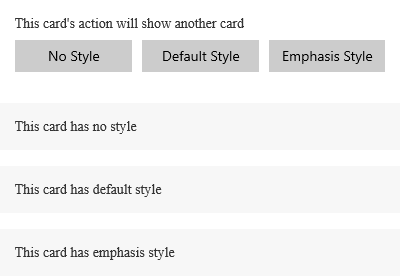 This card's action will show another card
No Style Default Style Emphasis Style
This card has no style
This card has default style
This card has emphasis style